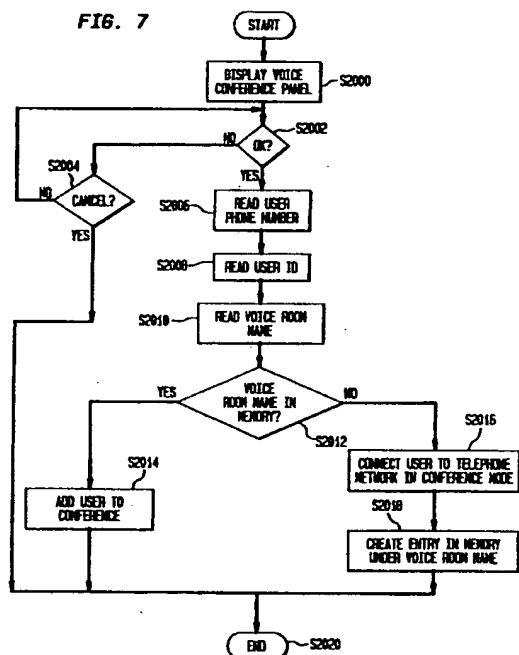 FIG. 7
START
DISPLAY VOICE
CONFERENCE PANEL
S2000
S2002
OK?
NO
S2004
CANCEL?
NO
YES
YES
S2006
READ USER
PHONE NUMBER
S2008
READ USER ID
S2010
READ VOICE ROOM
NAME
YES
VOICE
ROOM NAME IN
MEMORY?
NO
S2012
S2014
ADD USER TO
CONFERENCE
S2016
CONNECT USER TO TELEPHONE
NETWORK IN CONFERENCE MODE
S2018
CREATE ENTRY IN MEMORY
UNDER VOICE ROOM NAME
END
S2020